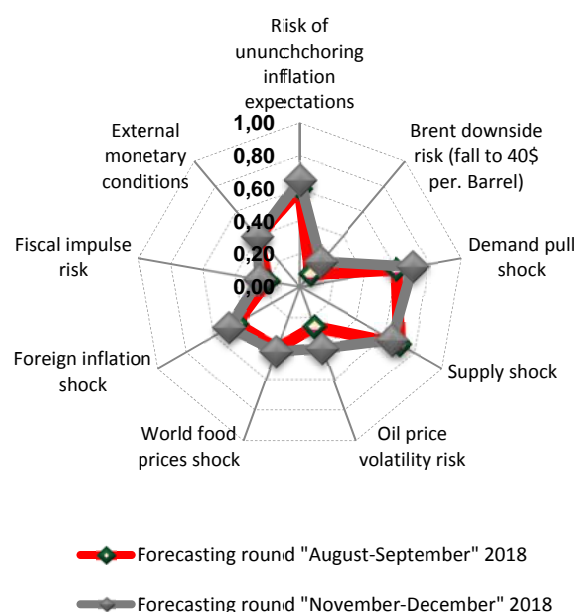 Risk of
ununchchoring
inflation
expectations
External
monetary
conditions
Brent downside
risk (fall to 40$
per. Barrel)
1,00
0,80
0,60
0,40
0,20
0,00
Fiscal impulse
risk
Demand pull
shock
Foreign inflation
shock
Supply shock
World food
prices shock
Oil price
volatility risk
Forecasting round "August-September" 2018
Forecasting round "November-December" 2018